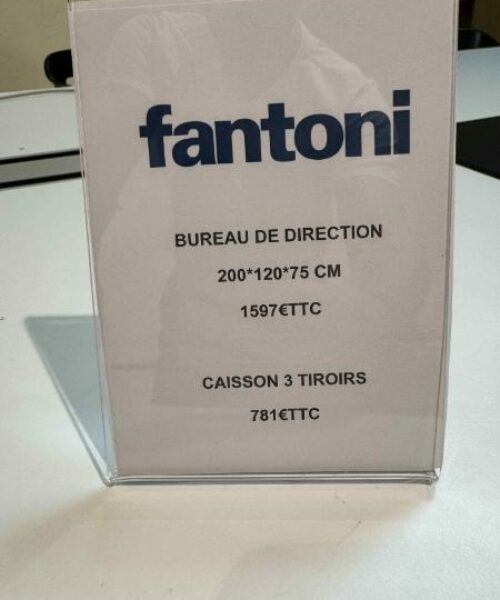 fantoni
BUREAU DE DIRECTION
200*120*75 CM
1597€TTC
CAISSON 3 TIROIRS
781€TTC